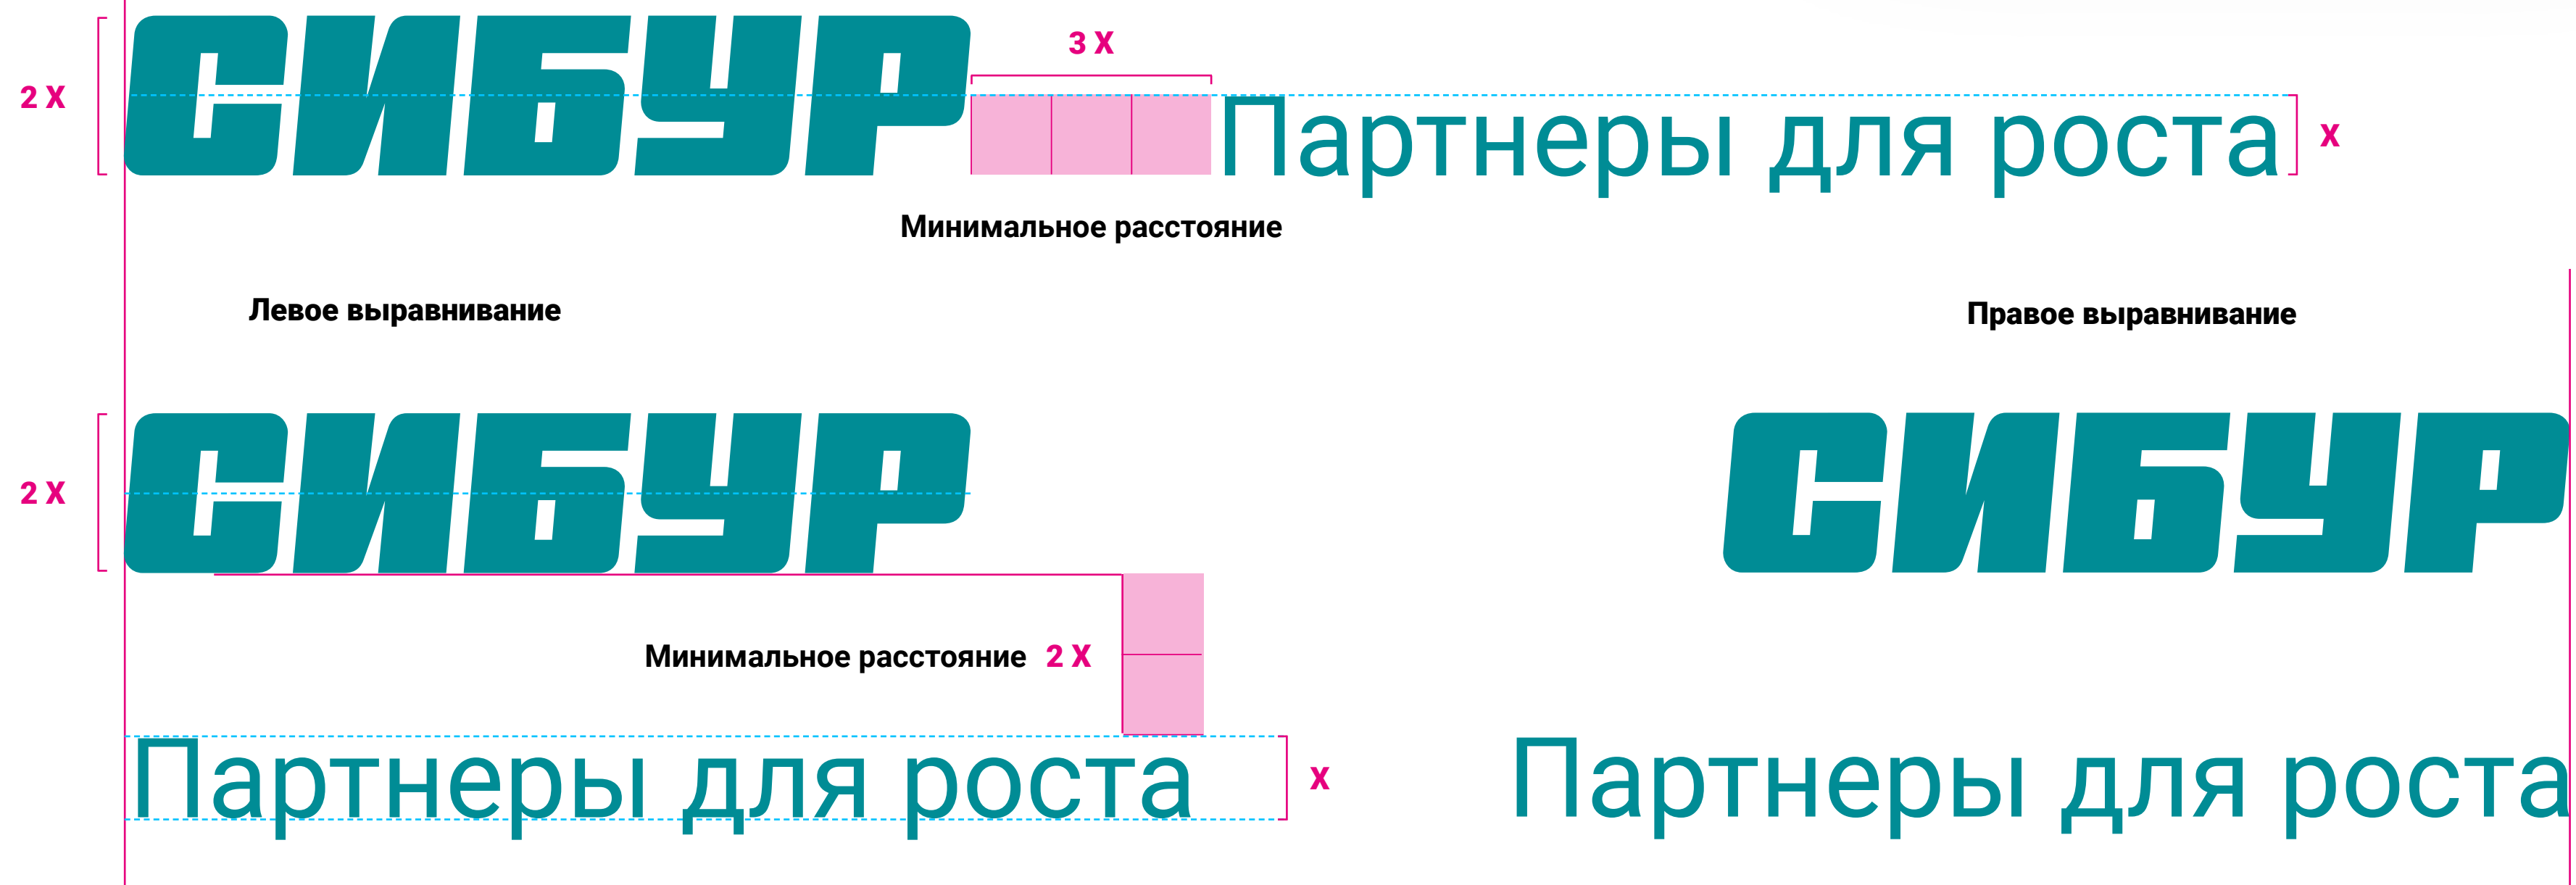 3 X
2 X
СИБУР Партнеры для роста
X
Минимальное расстояние
Левое выравнивание
Правое выравнивание
2 X
СИБУР
СИБУР
Минимальное расстояние 2 X
Партнеры для роста
X
Партнеры для роста